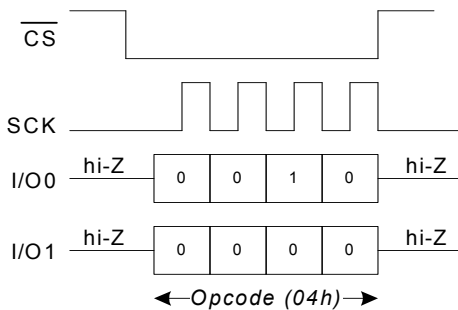 CS
SCK
hi-Z hi-Z
I/O0 0 0 1 0
hi-Z hi-Z
I/O1 0 0 0 0
Opcode (04h)